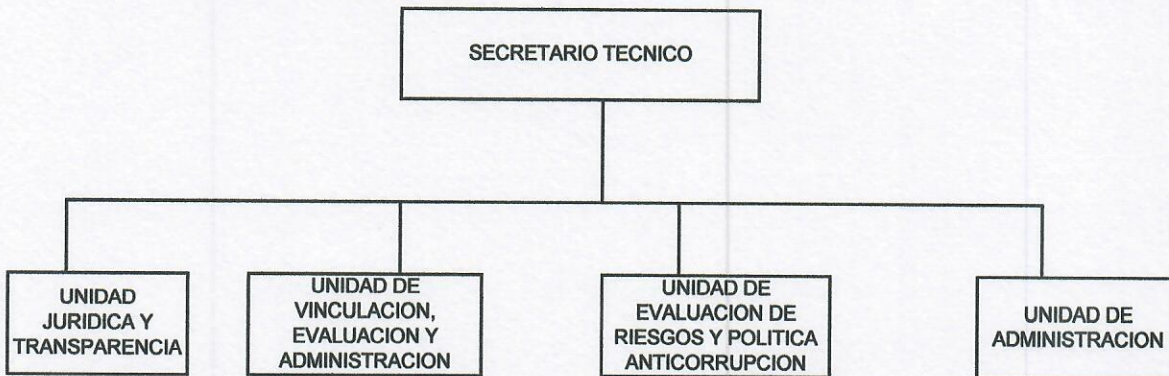 SECRETARIO TECNICO
UNIDAD
JURIDICA Y
TRANSPARENCIA
UNIDAD DE
VINCULACION,
EVALUACION Y
ADMINISTRACION
UNIDAD DE
EVALUACION DE
RIESGOS Y POLITICA
ANTICORRUPCION
UNIDAD DE
ADMINISTRACION